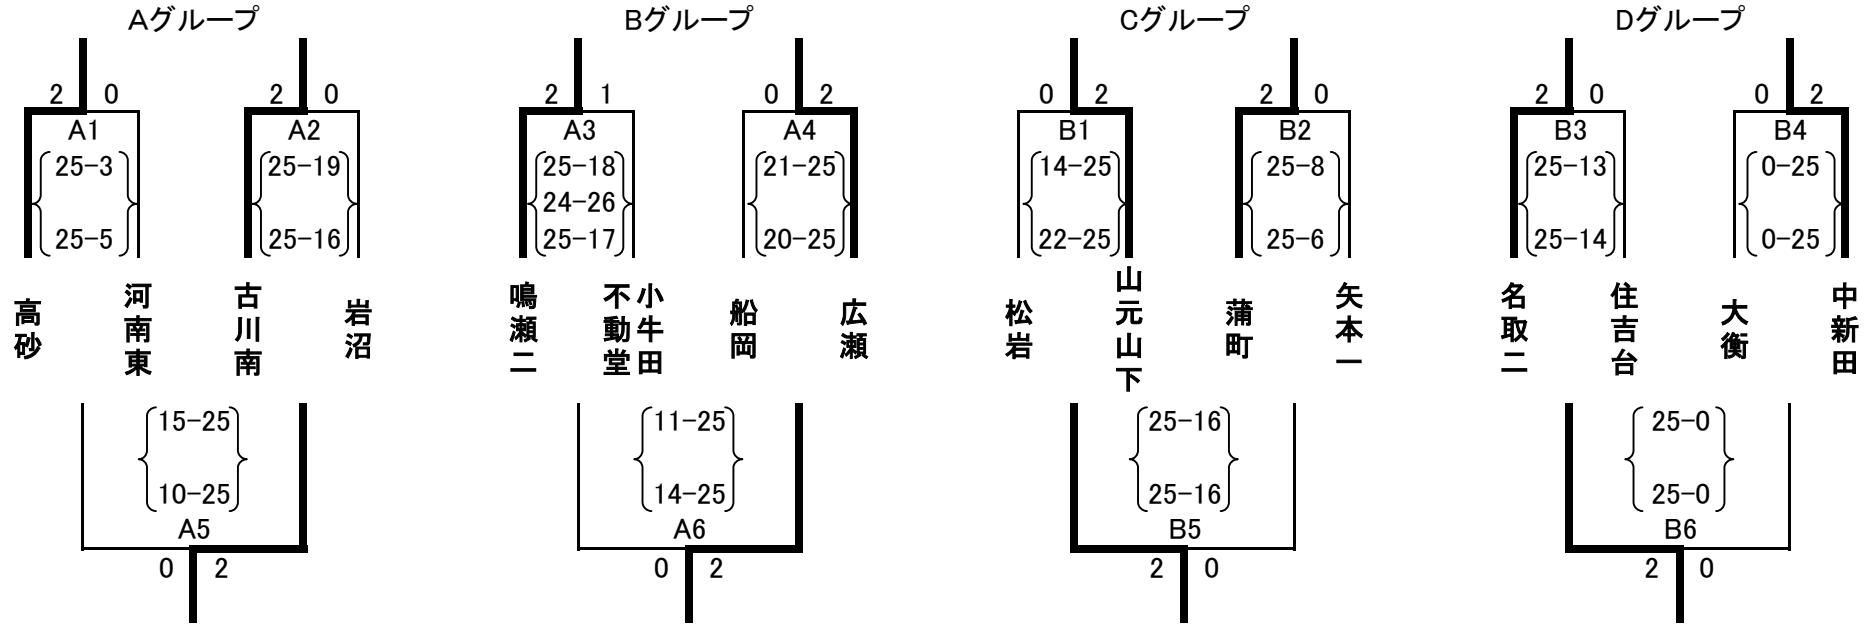 Aグループ Bグループ Cグループ Dグループ
2 0 2 0 2 1 0 2 0 2 2 0 2 0 0 2
A1 A2 A3 A4 B1 B2 B3 B4
25-3 25-19 25-18 21-25 14-25 25-8 25-13 0-25
24-26
25-5 25-16 25-17 20-25 22-25 25-6 25-14 0-25
高砂
河南東
古川南
岩沼
鳴瀬二
小牛田
不動堂
船岡
広瀬
松岩
山元山下
蒲町
矢本一
名取二
住吉台
大衡
中新田
15-25 11-25 25-16 25-0
10-25 14-25 25-16 25-0
A5 A6 B5 B6
0 2 0 2 2 0 2 0